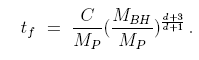 t_f = \frac{C}{M_P} ( \frac{M_{BH}}{M_P} )^{\frac{d+3}{d+1}} .